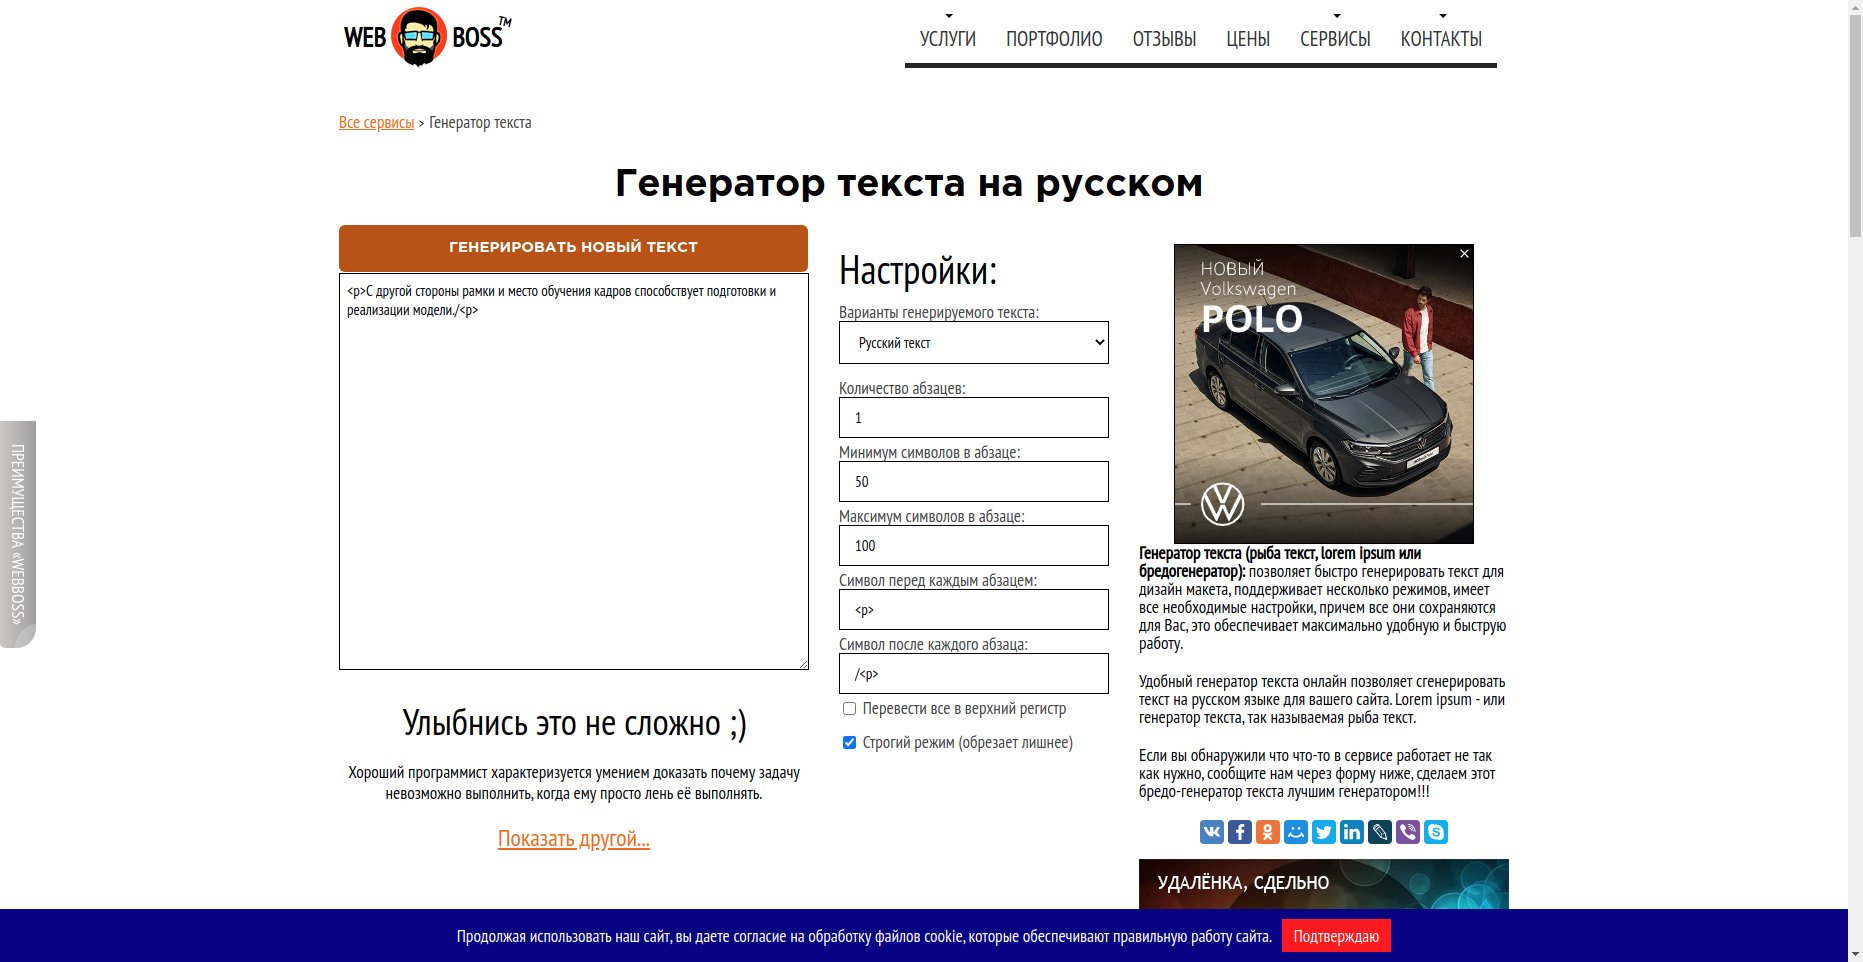 WEB BOSS™
УСЛУГИ ПОРТФОЛИО ОТЗЫВЫ ЦЕНЫ СЕРВИСЫ КОНТАКТЫ
Все сервисы > Генератор текста
Генератор текста на русском
ГЕНЕРИРОВАТЬ НОВЫЙ ТЕКСТ
<p>С другой стороны рамки и место обучения кадров способствует подготовки и
реализации модели./<p>
Улыбнись это не сложно ;)
Хороший программист характеризуется умением доказать почему задачу
невозможно выполнить, когда ему просто лень её выполнять.
Показать другой...
Настройки:
Варианты генерируемого текста:
Русский текст
Количество абзацев:
1
Минимум символов в абзаце:
50
Максимум символов в абзаце:
100
Символ перед каждым абзацем:
<p>
Символ после каждого абзаца:
/<p>
Перевести все в верхний регистр
Строгий режим (обрезает лишнее)
НОВЫЙ
Volkswagen
POLO
Генератор текста (рыба текст, lorem ipsum или
бредогенератор): позволяет быстро генерировать текст для
дизайн макета, поддерживает несколько режимов, имеет
все необходимые настройки, причем все они сохраняются
для Вас, это обеспечивает максимально удобную и быструю
работу.
Удобный генератор текста онлайн позволяет сгенерировать
текст на русском языке для вашего сайта. Lorem ipsum - или
генератор текста, так называемая рыба текст.
Если вы обнаружили что что-то в сервисе работает не так
как нужно, сообщите нам через форму ниже, сделаем этот
бредо-генератор текста лучшим генератором!!!
УДАЛЁНКА, СДЕЛЬНО
ПРЕИМУЩЕСТВА «WEBBOSS»
Продолжая использовать наш сайт, вы даете согласие на обработку файлов cookie, которые обеспечивают правильную работу сайта. Подтверждаю